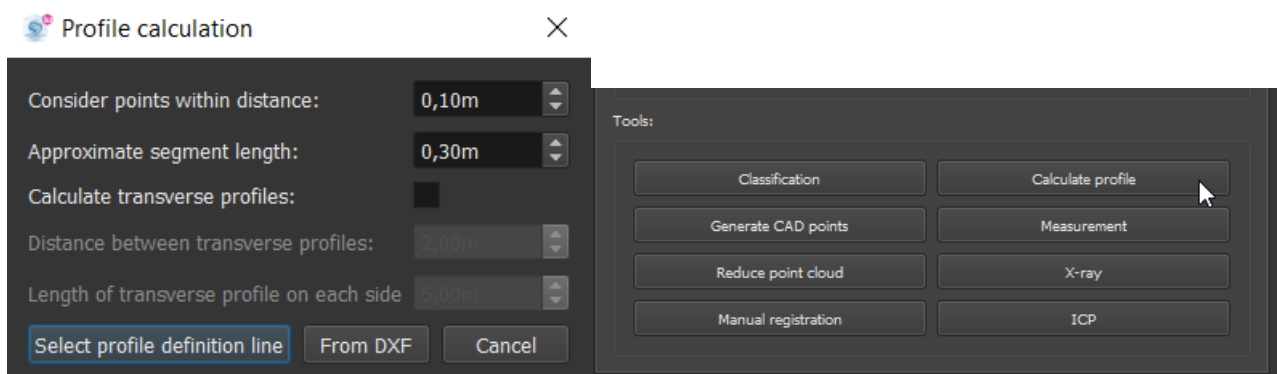 Profile calculation
Consider points within distance: 0,10m
Approximate segment length: 0,30m
Calculate transverse profiles:
Distance between transverse profiles: 2,00m
Length of transverse profile on each side 5,00m
Select profile definition line From DXF Cancel
Tools:
Classification Calculate profile
Generate CAD points Measurement
Reduce point cloud X-ray
Manual registration ICP